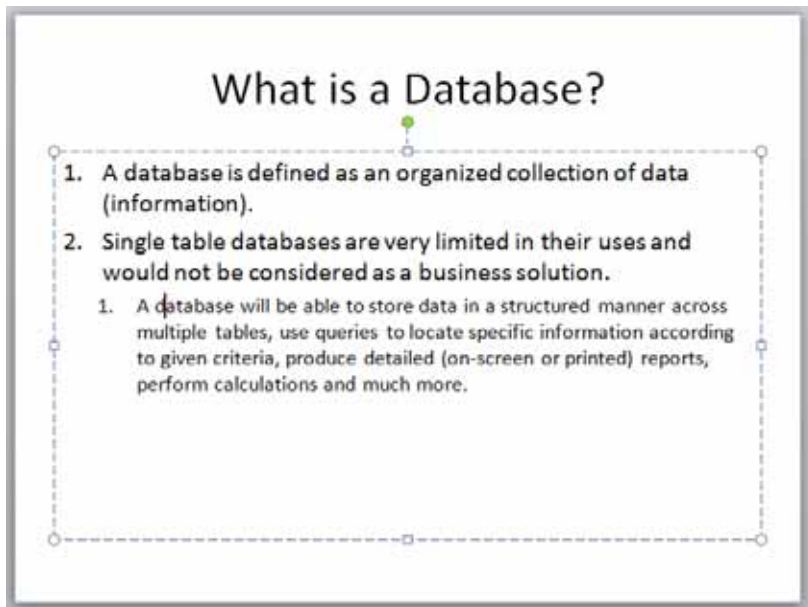 What is a Database?
1. A database is defined as an organized collection of data
(information).
2. Single table databases are very limited in their uses and
would not be considered as a business solution.
1. A database will be able to store data in a structured manner across
multiple tables, use queries to locate specific information according
to given criteria, produce detailed (on-screen or printed) reports,
perform calculations and much more.